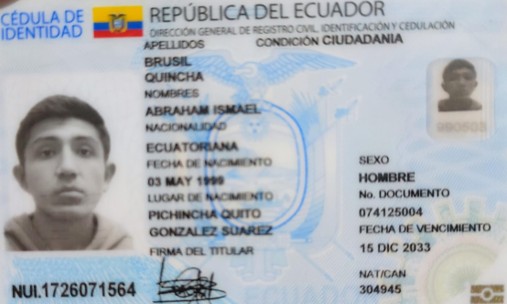 CÉDULA DE
IDENTIDAD
REPÚBLICA DEL ECUADOR
DIRECCIÓN GENERAL DE REGISTRO CIVIL, IDENTIFICACIÓN Y CEDULACIÓN
APELLIDOS
CONDICIÓN CIUDADANIA
BRUSIL
QUINCHA
NOMBRES
ABRAHAM ISMAEL
NACIONALIDAD
ECUATORIANA
FECHA DE NACIMIENTO
03 MAY 1999
LUGAR DE NACIMIENTO
PICHINCHA QUITO
GONZALEZ SUAREZ
FIRMA DEL TITULAR
SEXO
HOMBRE
No. DOCUMENTO
074125004
FECHA DE VENCIMIENTO
15 DIC 2033
NAT/CAN
304945
NUI.1726071564